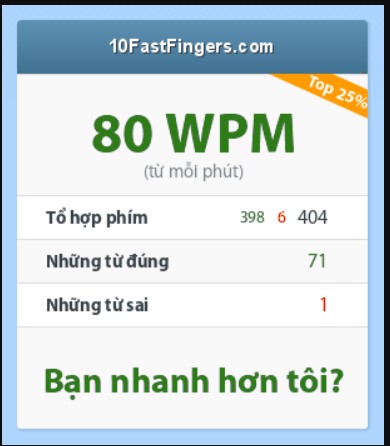 10FastFingers.com
Top 25%
80 WPM
(từ mỗi phút)
Tổ hợp phím 398 6 404
Những từ đúng 71
Những từ sai 1
Bạn nhanh hơn tôi?